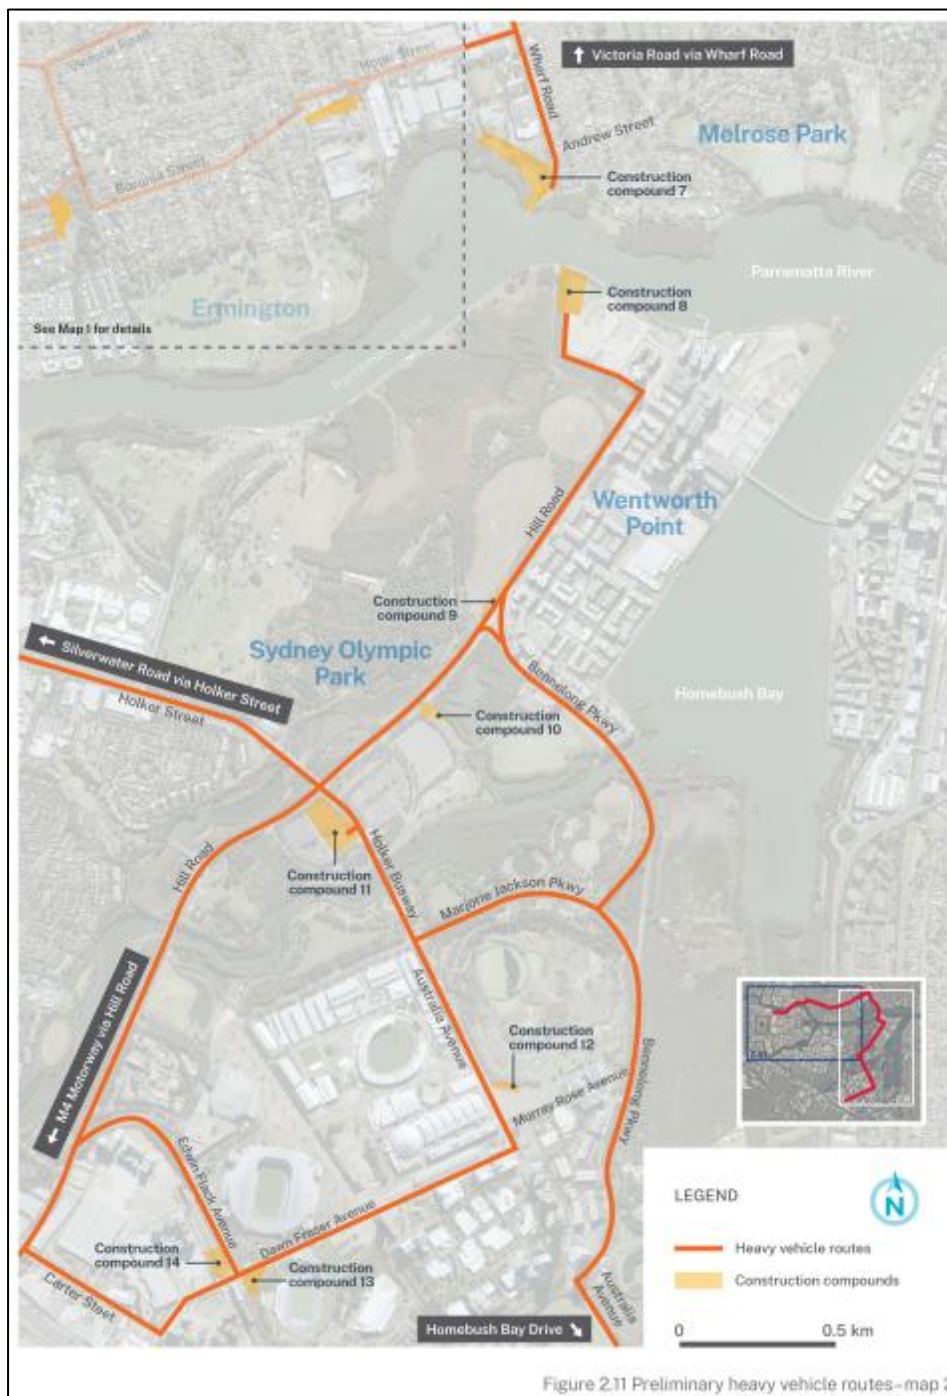 Victoria Road
Hope Street
Wharf Road
↑ Victoria Road via Wharf Road
Andrew Street
Melrose Park
Boronia Street
Construction
compound 7
Parramatta River
Ermington
Construction
compound 8
See Map 1 for details
Hill Road
Wentworth
Point
Construction
compound 9
Sydney Olympic
Park
← Silverwater Road via Holker Street
Holker Street
Bennelong Pkwy
Homebush Bay
Construction
compound 10
Hill Road
Construction
compound 11
Holker Busway
Marjorie Jackson Pkwy
← M4 Motorway via Hill Road
Australia Avenue
Construction
compound 12
Murray Rose Avenue
Bennelong Pkwy
Edwin Flack Avenue
Dawn Fraser Avenue
Construction
compound 14
Construction
compound 13
Carter Street
Australia
Avenue
Homebush Bay Drive ↘
LEGEND
N
Heavy vehicle routes
Construction compounds
0 0.5 km
Figure 2.11 Preliminary heavy vehicle routes–map